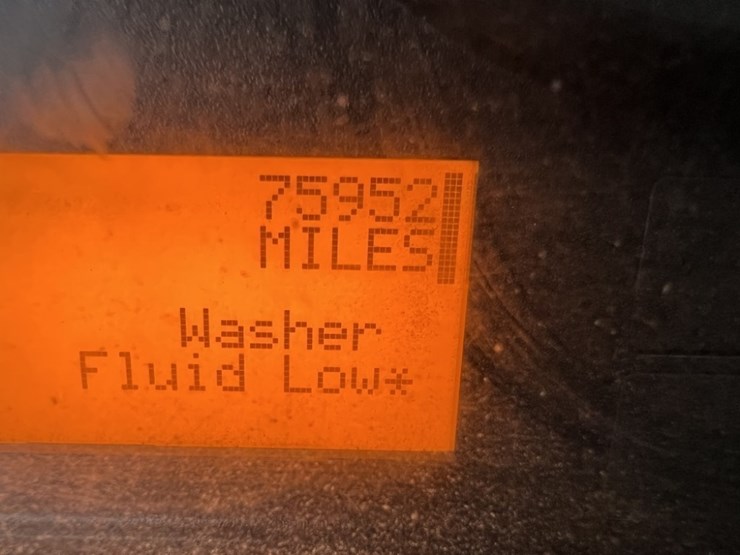 75952
MILES
Washer
Fluid Low*